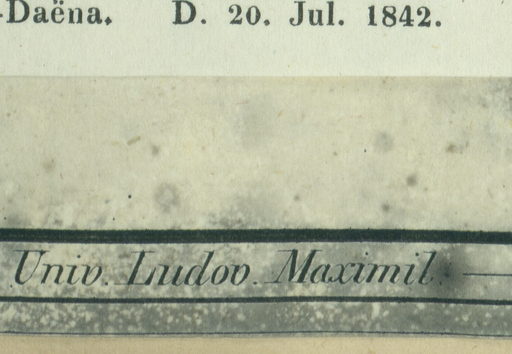 -Daëna. D. 20. Jul. 1842.
Univ. Ludov. Maximil.